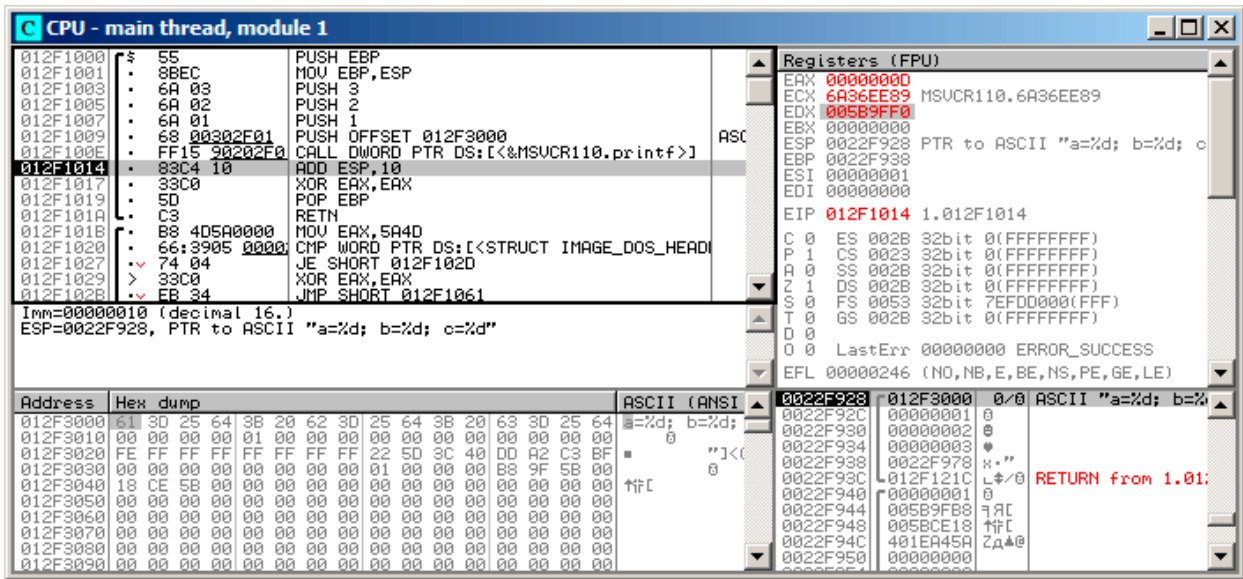 C CPU - main thread, module 1
012F1000 $ 55 PUSH EBP
012F1001 . 8BEC MOV EBP,ESP
012F1003 . 6A 03 PUSH 3
012F1005 . 6A 02 PUSH 2
012F1007 . 6A 01 PUSH 1
012F1009 . 68 00302F01 PUSH OFFSET 012F3000 ASC
012F100E . FF15 90202F0 CALL DWORD PTR DS:[<&MSVCR110.printf>]
012F1014 . 83C4 10 ADD ESP,10
012F1017 . 33C0 XOR EAX,EAX
012F1019 . 5D POP EBP
012F101A . C3 RETN
012F101B . B8 4D5A0000 MOV EAX,5A4D
012F1020 . 66:3905 0000 CMP WORD PTR DS:[<STRUCT IMAGE_DOS_HEAD
012F1027 . 74 04 JE SHORT 012F102D
012F1029 > 33C0 XOR EAX,EAX
012F102B . EB 34 JMP SHORT 012F1061
Imm=00000010 (decimal 16.)
ESP=0022F928, PTR to ASCII "a=%d; b=%d; c=%d"
Registers (FPU)
EAX 0000000D
ECX 6A36EE89 MSVCR110.6A36EE89
EDX 005B9FF0
EBX 00000000
ESP 0022F928 PTR to ASCII "a=%d; b=%d; c
EBP 0022F938
ESI 00000001
EDI 00000000
EIP 012F1014 1.012F1014
C 0 ES 002B 32bit 0(FFFFFFFF)
P 1 CS 0023 32bit 0(FFFFFFFF)
A 0 SS 002B 32bit 0(FFFFFFFF)
Z 1 DS 002B 32bit 0(FFFFFFFF)
S 0 FS 0053 32bit 7EFDD000(FFF)
T 0 GS 002B 32bit 0(FFFFFFFF)
D 0
O 0 LastErr 00000000 ERROR_SUCCESS
EFL 00000246 (NO,NB,E,BE,NS,PE,GE,LE)
Address Hex dump ASCII (ANSI
012F3000 61 3D 25 64 3B 20 62 3D 25 64 3B 20 63 3D 25 64 a=%d; b=%d;
012F3010 00 00 00 00 01 00 00 00 00 00 00 00 00 00 00 00
012F3020 FE FF FF FF FF FF FF FF 22 5D 3C 40 DD A2 C3 BF "]<
012F3030 00 00 00 00 00 00 00 00 01 00 00 00 B8 9F 5B 00
012F3040 18 CE 5B 00 00 00 00 00 00 00 00 00 00 00 00 00
012F3050 00 00 00 00 00 00 00 00 00 00 00 00 00 00 00 00
012F3060 00 00 00 00 00 00 00 00 00 00 00 00 00 00 00 00
012F3070 00 00 00 00 00 00 00 00 00 00 00 00 00 00 00 00
012F3080 00 00 00 00 00 00 00 00 00 00 00 00 00 00 00 00
012F3090 00 00 00 00 00 00 00 00 00 00 00 00 00 00 00 00
0022F928 012F3000 0/@ ASCII "a=%d; b=%
0022F92C 00000001
0022F930 00000002
0022F934 00000003 ♥
0022F938 0022F978 x·"
0022F93C 012F121C RETURN from 1.01
0022F940 00000001
0022F944 005B9FB8 ╕Я[
0022F948 005BCE18
0022F94C 401EA45A Zд▲@
0022F950 00000000